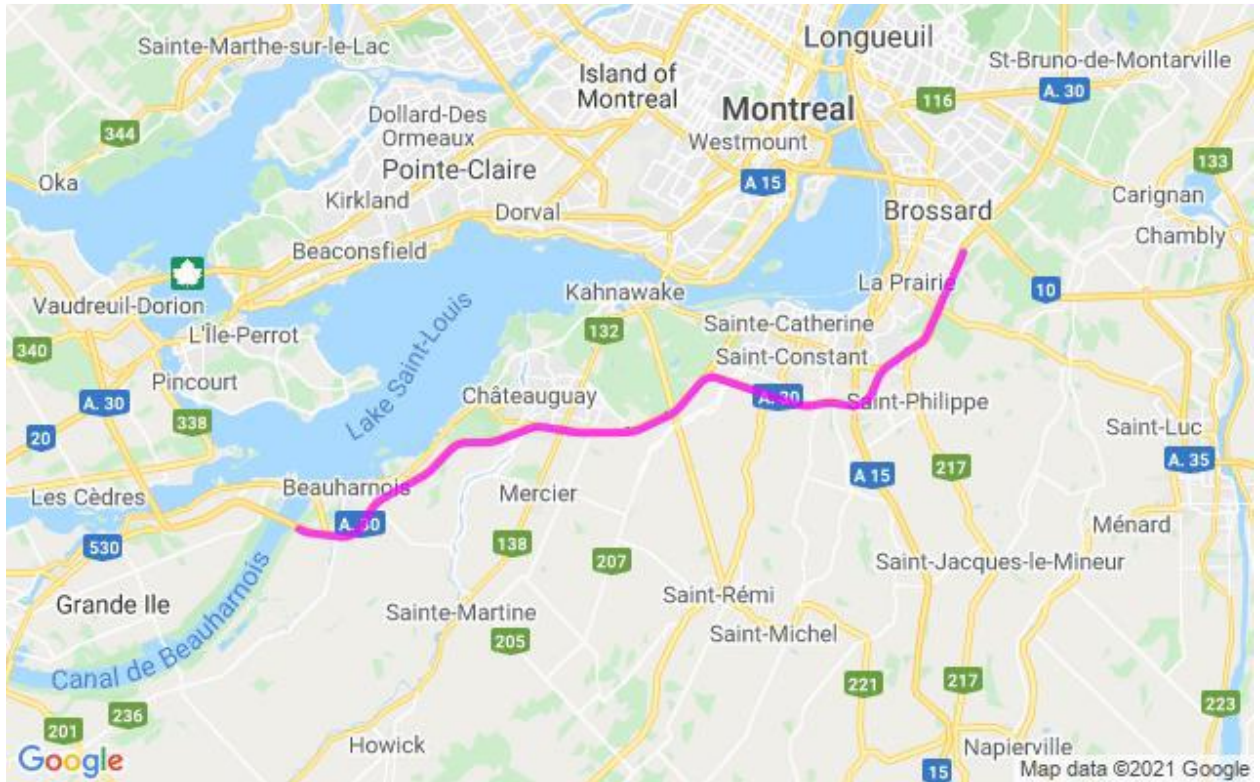 Sainte-Marthe-sur-le-Lac
Longueuil
St-Bruno-de-Montarville
Island of
Montreal
A. 30
116
Montreal
344
Dollard-Des
Ormeaux
Westmount
133
Pointe-Claire
A 15
Oka
Kirkland
Dorval
Brossard
Carignan
Beaconsfield
Chambly
Vaudreuil-Dorion
Kahnawake
La Prairie
10
L'Île-Perrot
132
Sainte-Catherine
340
Saint-Constant
Pincourt
Lake Saint-Louis
Châteauguay
A. 30
A. 30
Saint-Philippe
338
20
Saint-Luc
A. 35
217
A 15
Beauharnois
Les Cèdres
Mercier
A. 30
Ménard
530
138
207
Saint-Jacques-le-Mineur
Grande Ile
Saint-Rémi
Sainte-Martine
205
Saint-Michel
Canal de Beauharnois
221
217
236
223
201
Howick
Napierville
Google
15
Map data ©2021 Google